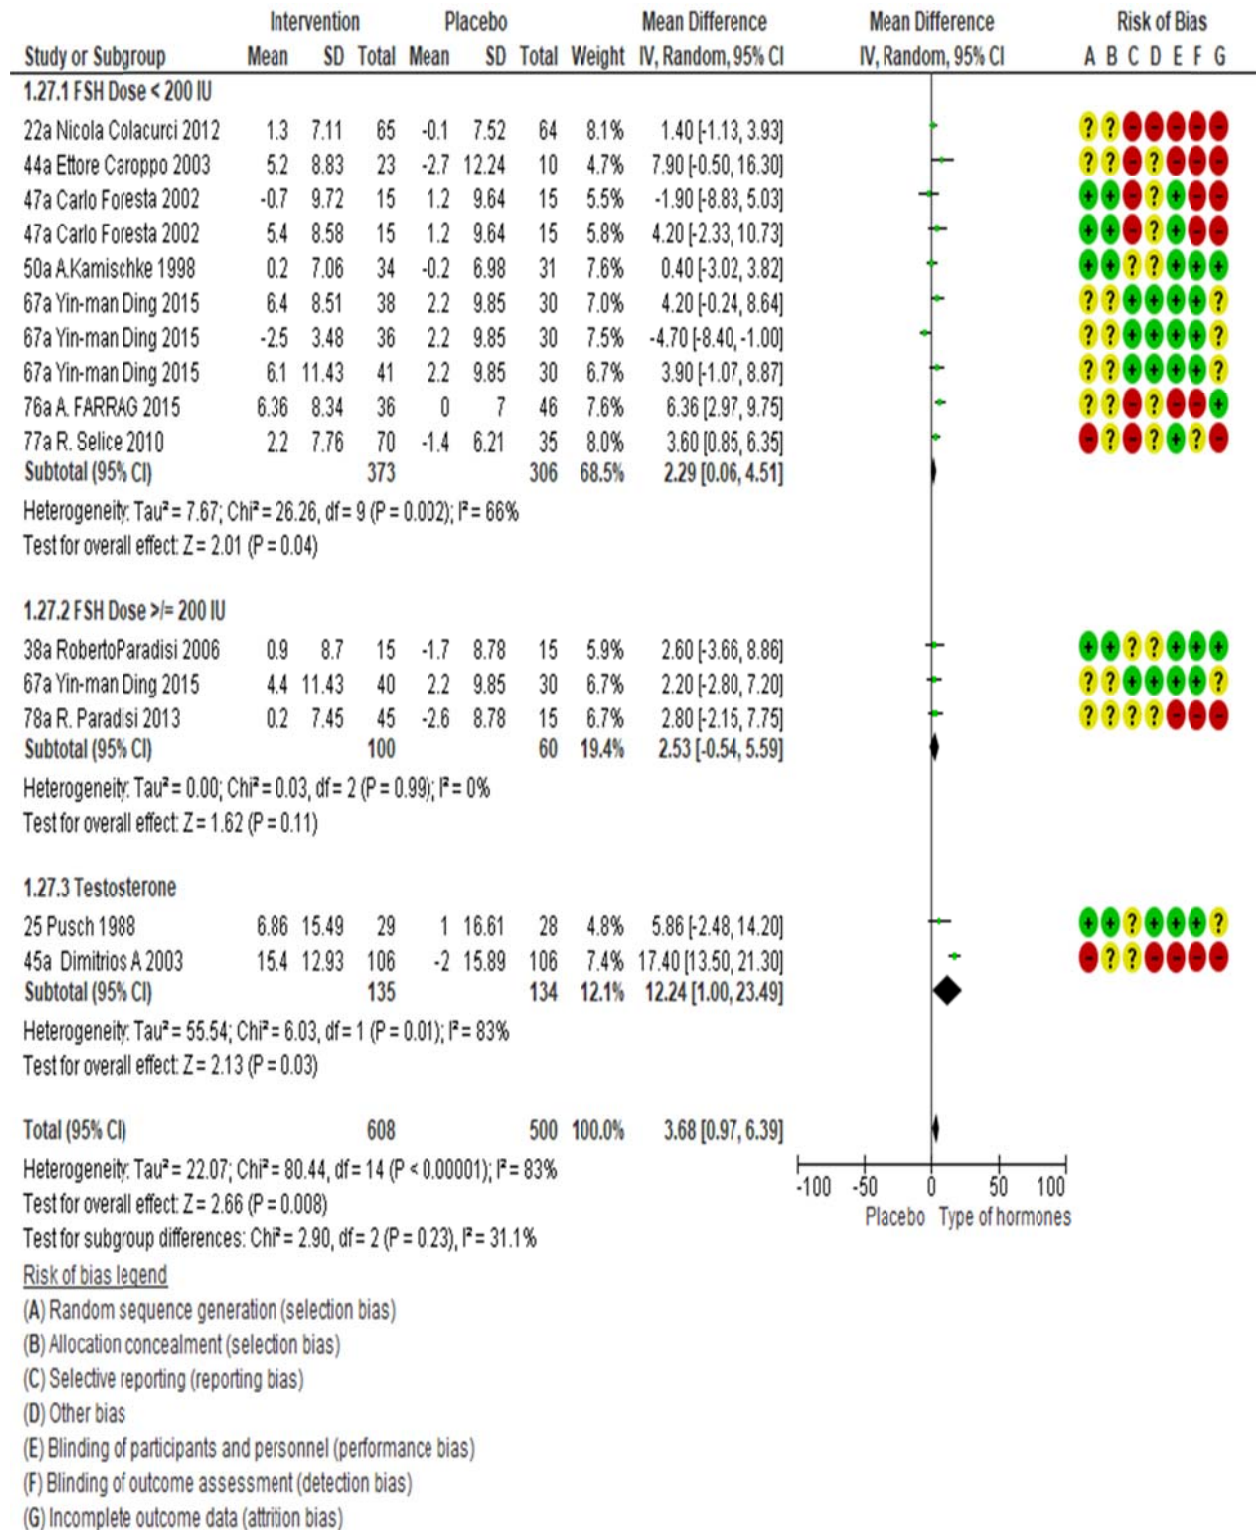 Intervention Placebo Mean Difference Mean Difference Risk of Bias
Study or Subgroup Mean SD Total Mean SD Total Weight IV, Random, 95% CI IV, Random, 95% CI A B C D E F G
1.27.1 FSH Dose < 200 IU
22a Nicola Colacurci 2012 1.3 7.11 65 -0.1 7.52 64 8.1% 1.40 [-1.13, 3.93] ? ? - - - - -
44a Ettore Caroppo 2003 5.2 8.83 23 -2.7 12.24 10 4.7% 7.90 [-0.50, 16.30] ? ? - ? - - -
47a Carlo Foresta 2002 -0.7 9.72 15 1.2 9.64 15 5.5% -1.90 [-8.83, 5.03] + + - ? + - -
47a Carlo Foresta 2002 5.4 8.58 15 1.2 9.64 15 5.8% 4.20 [-2.33, 10.73] + + - ? + - -
50a A.Kamischke 1998 0.2 7.06 34 -0.2 6.98 31 7.6% 0.40 [-3.02, 3.82] + + ? ? + + +
67a Yin-man Ding 2015 6.4 8.51 38 2.2 9.85 30 7.0% 4.20 [-0.24, 8.64] ? ? + + + + ?
67a Yin-man Ding 2015 -2.5 3.48 36 2.2 9.85 30 7.5% -4.70 [-8.40, -1.00] ? ? + + + + ?
67a Yin-man Ding 2015 6.1 11.43 41 2.2 9.85 30 6.7% 3.90 [-1.07, 8.87] ? ? + + + + ?
76a A. FARRAG 2015 6.36 8.34 36 0 7 46 7.6% 6.36 [2.97, 9.75] ? ? - ? - - +
77a R. Selice 2010 2.2 7.76 70 -1.4 6.21 35 8.0% 3.60 [0.85, 6.35] - ? - ? + ? -
Subtotal (95% CI) 373 306 68.5% 2.29 [0.06, 4.51]
Heterogeneity: Tau² = 7.67; Chi² = 26.26, df = 9 (P = 0.002); I² = 66%
Test for overall effect: Z = 2.01 (P = 0.04)
1.27.2 FSH Dose >/= 200 IU
38a RobertoParadisi 2006 0.9 8.7 15 -1.7 8.78 15 5.9% 2.60 [-3.66, 8.86] + + ? ? + + +
67a Yin-man Ding 2015 4.4 11.43 40 2.2 9.85 30 6.7% 2.20 [-2.80, 7.20] ? ? + + + + ?
78a R. Paradisi 2013 0.2 7.45 45 -2.6 8.78 15 6.7% 2.80 [-2.15, 7.75] ? ? ? ? - - -
Subtotal (95% CI) 100 60 19.4% 2.53 [-0.54, 5.59]
Heterogeneity: Tau² = 0.00; Chi² = 0.03, df = 2 (P = 0.99); I² = 0%
Test for overall effect: Z = 1.62 (P = 0.11)
1.27.3 Testosterone
25 Pusch 1988 6.86 15.49 29 1 16.61 28 4.8% 5.86 [-2.48, 14.20] + + ? + + + ?
45a Dimitrios A 2003 15.4 12.93 106 -2 15.89 106 7.4% 17.40 [13.50, 21.30] - ? ? - - - -
Subtotal (95% CI) 135 134 12.1% 12.24 [1.00, 23.49]
Heterogeneity: Tau² = 55.54; Chi² = 6.03, df = 1 (P = 0.01); I² = 83%
Test for overall effect: Z = 2.13 (P = 0.03)
Total (95% CI) 608 500 100.0% 3.68 [0.97, 6.39]
Heterogeneity: Tau² = 22.07; Chi² = 80.44, df = 14 (P < 0.00001); I² = 83%
Test for overall effect: Z = 2.66 (P = 0.008)
Test for subgroup differences: Chi² = 2.90, df = 2 (P = 0.23), I² = 31.1%
-100 -50 0 50 100
Placebo Type of hormones
Risk of bias legend
(A) Random sequence generation (selection bias)
(B) Allocation concealment (selection bias)
(C) Selective reporting (reporting bias)
(D) Other bias
(E) Blinding of participants and personnel (performance bias)
(F) Blinding of outcome assessment (detection bias)
(G) Incomplete outcome data (attrition bias)